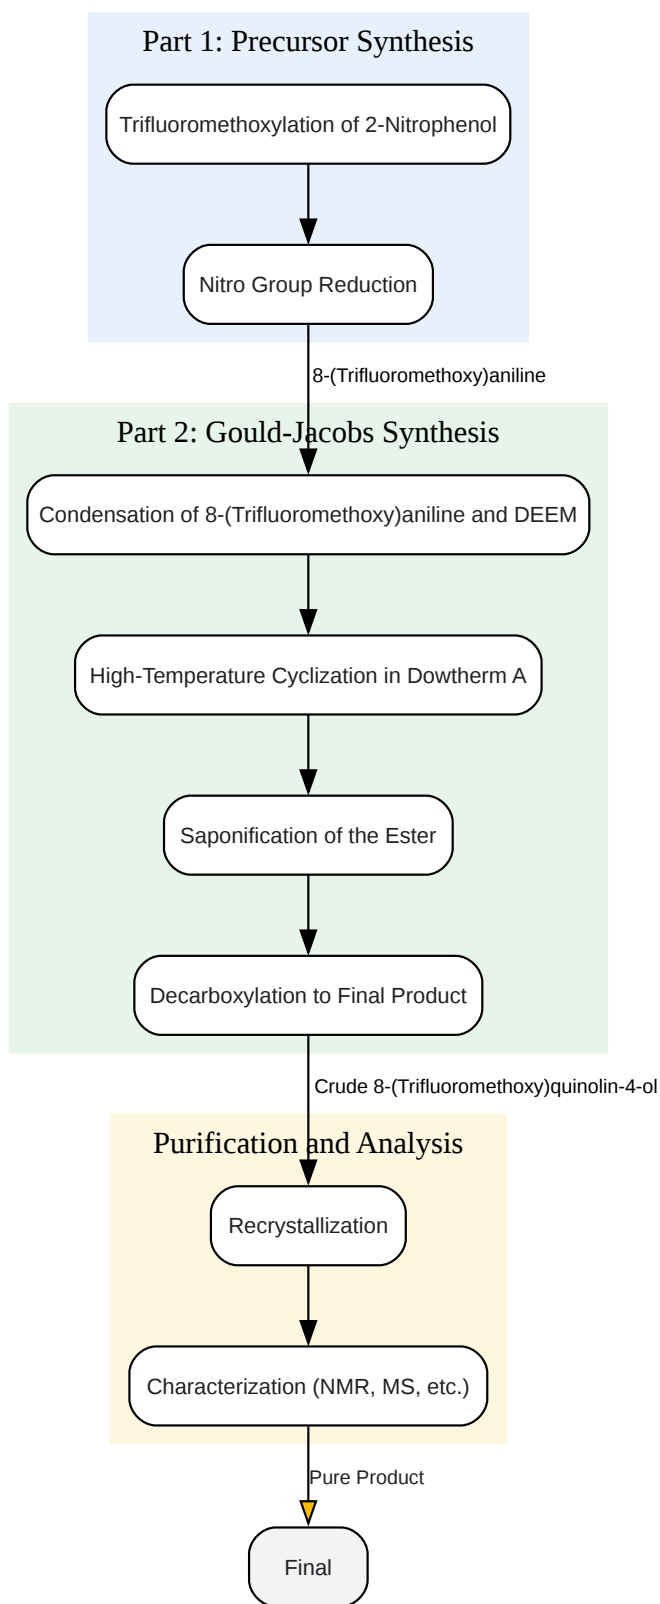 Part 1: Precursor Synthesis
Trifluoromethoxylation of 2-Nitrophenol
Nitro Group Reduction
8-(Trifluoromethoxy)aniline
Part 2: Gould-Jacobs Synthesis
Condensation of 8-(Trifluoromethoxy)aniline and DEEM
High-Temperature Cyclization in Dowtherm A
Saponification of the Ester
Decarboxylation to Final Product
Crude 8-(Trifluoromethoxy)quinolin-4-ol
Purification and Analysis
Recrystallization
Characterization (NMR, MS, etc.)
Pure Product
Final